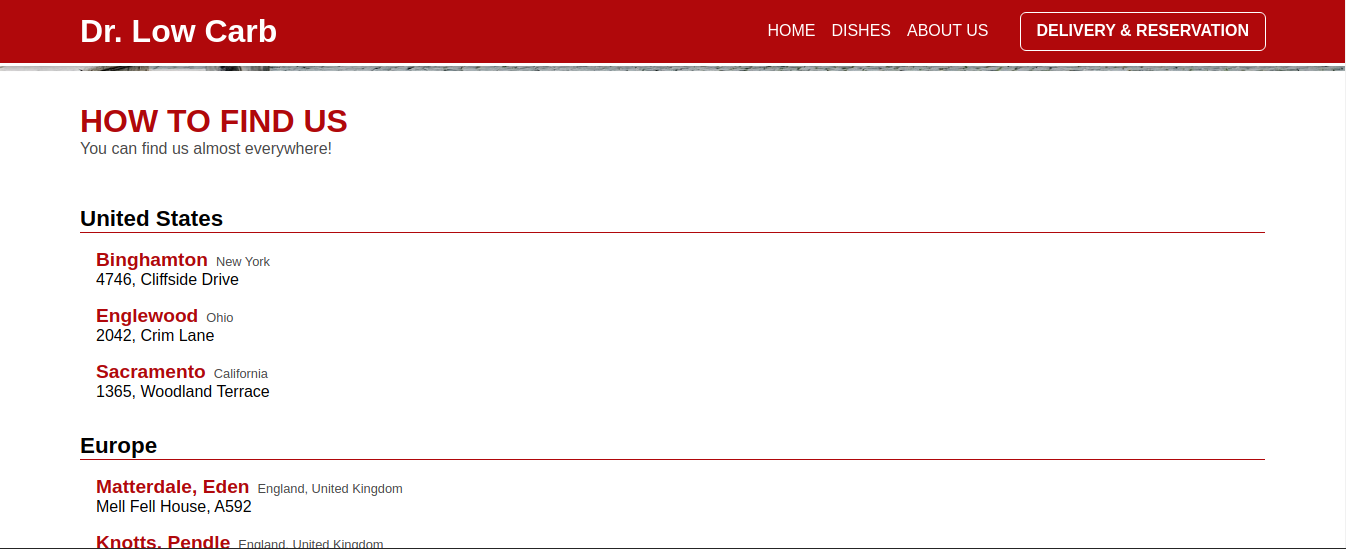 Dr. Low Carb
HOME DISHES ABOUT US DELIVERY & RESERVATION
HOW TO FIND US
You can find us almost everywhere!
United States
Binghamton New York
4746, Cliffside Drive
Englewood Ohio
2042, Crim Lane
Sacramento California
1365, Woodland Terrace
Europe
Matterdale, Eden England, United Kingdom
Mell Fell House, A592
Knotts, Pendle England, United Kingdom